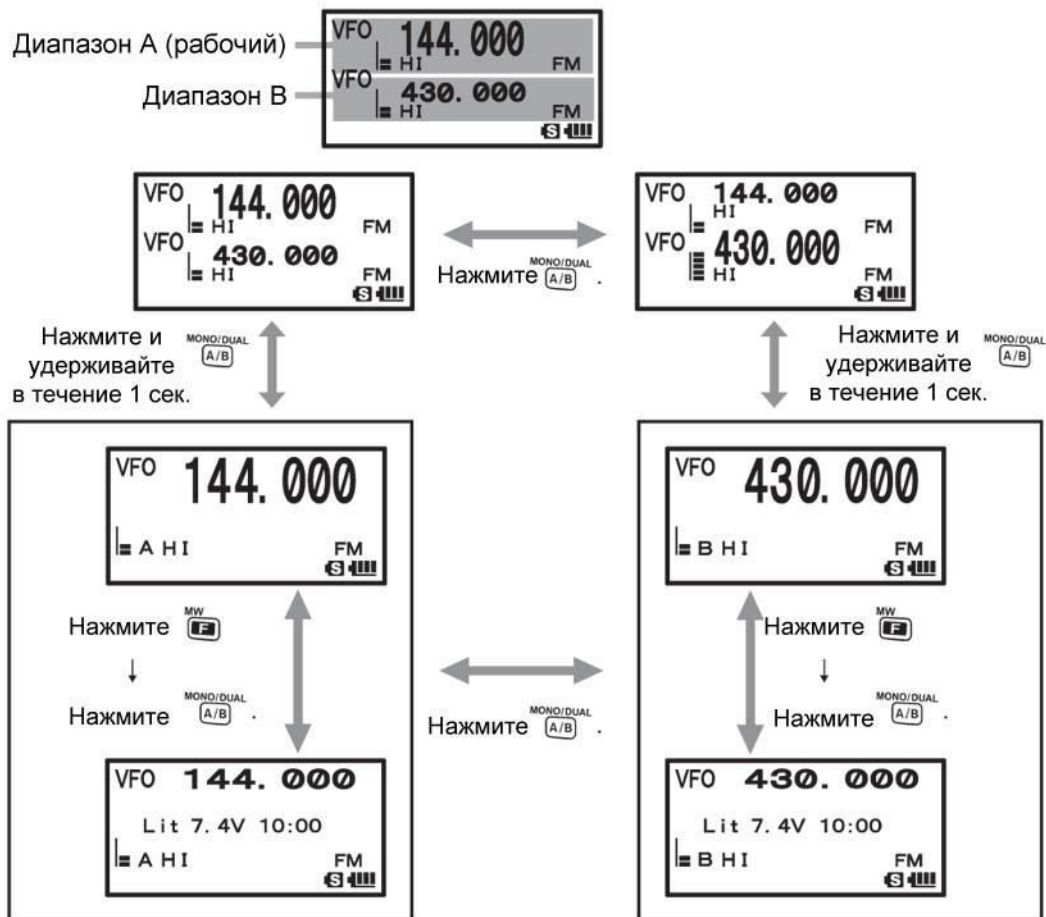 Диапазон А (рабочий)
Диапазон В
VFO 144.000
HI FM
VFO 430.000
HI FM
S
VFO 144.000
HI FM
VFO 430.000
HI FM
S
MONO/DUAL
Нажмите A/B .
VFO 144.000
HI FM
VFO 430.000
HI FM
S
Нажмите и
удерживайте
в течение 1 сек.
MONO/DUAL
A/B
Нажмите и
удерживайте
в течение 1 сек.
MONO/DUAL
A/B
VFO 144.000
A HI FM
S
MW
Нажмите F
↓
MONO/DUAL
Нажмите A/B .
VFO 144.000
Lit 7.4V 10:00
A HI FM
S
MONO/DUAL
Нажмите A/B .
VFO 430.000
B HI FM
S
MW
Нажмите F
↓
MONO/DUAL
Нажмите A/B .
VFO 430.000
Lit 7.4V 10:00
B HI FM
S